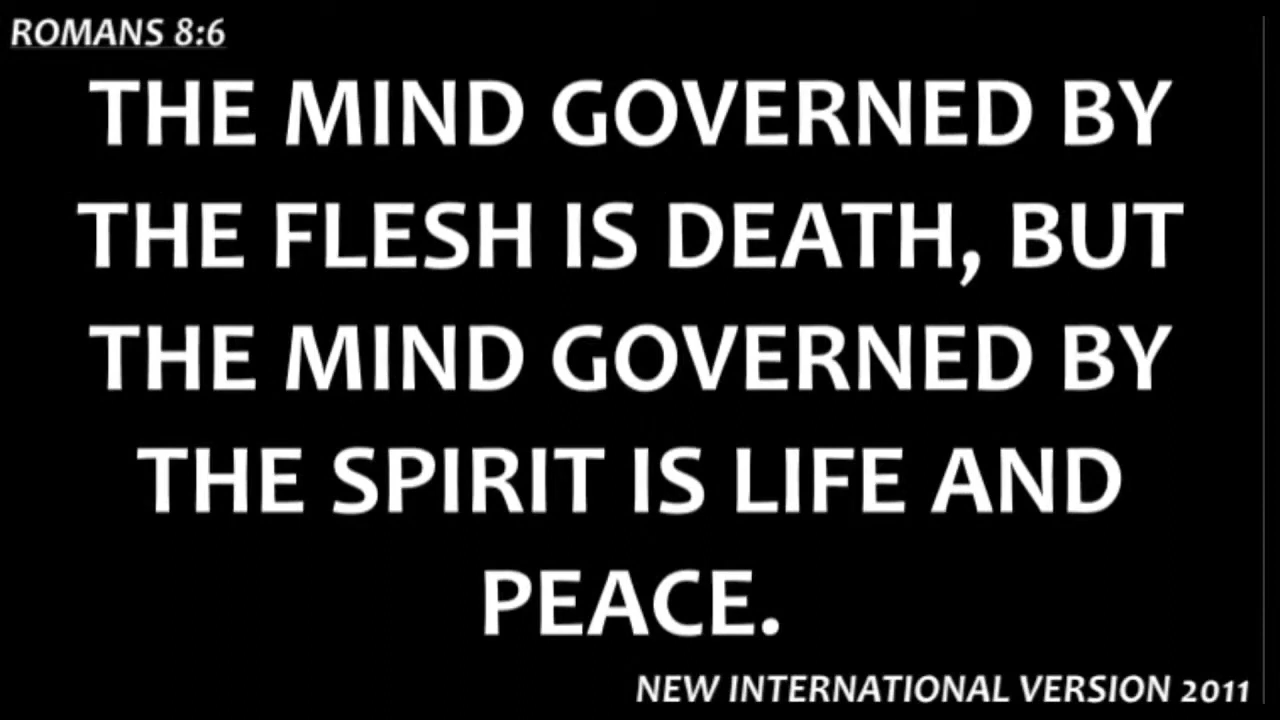 ROMANS 8:6
THE MIND GOVERNED BY
THE FLESH IS DEATH, BUT
THE MIND GOVERNED BY
THE SPIRIT IS LIFE AND
PEACE.
NEW INTERNATIONAL VERSION 2011